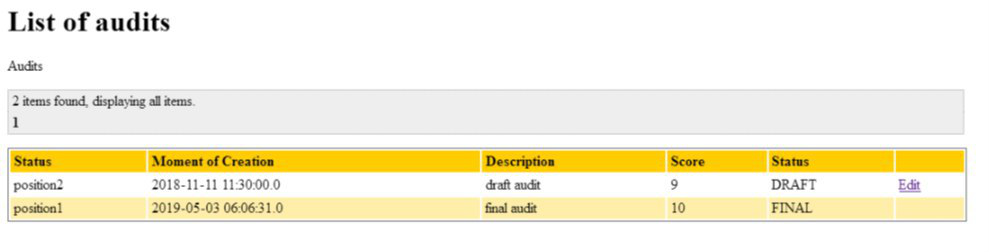 List of audits
Audits
2 items found, displaying all items.
1
Status Moment of Creation Description Score Status
position2 2018-11-11 11:30:00.0 draft audit 9 DRAFT Edit
position1 2019-05-03 06:06:31.0 final audit 10 FINAL